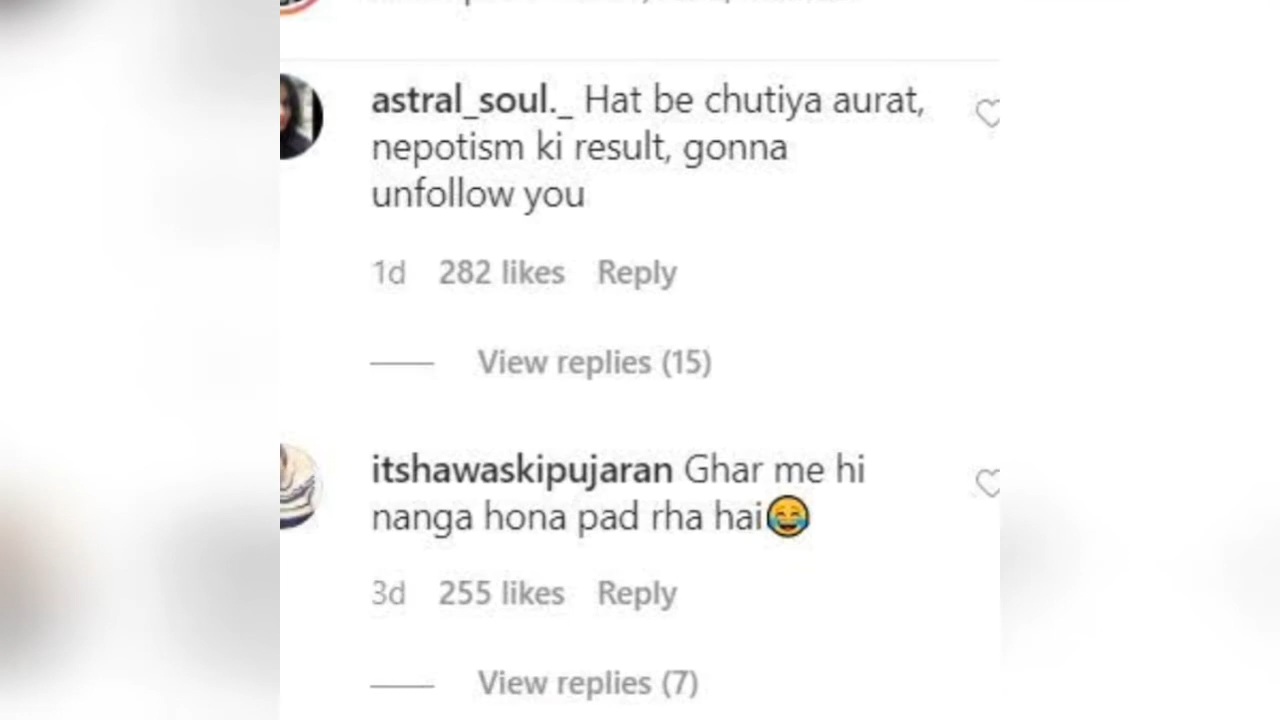 astral_soul._ Hat be chutiya aurat,
nepotism ki result, gonna
unfollow you
1d 282 likes Reply
View replies (15)
itshawaskipujaran Ghar me hi
nanga hona pad rha hai😂
3d 255 likes Reply
View replies (7)